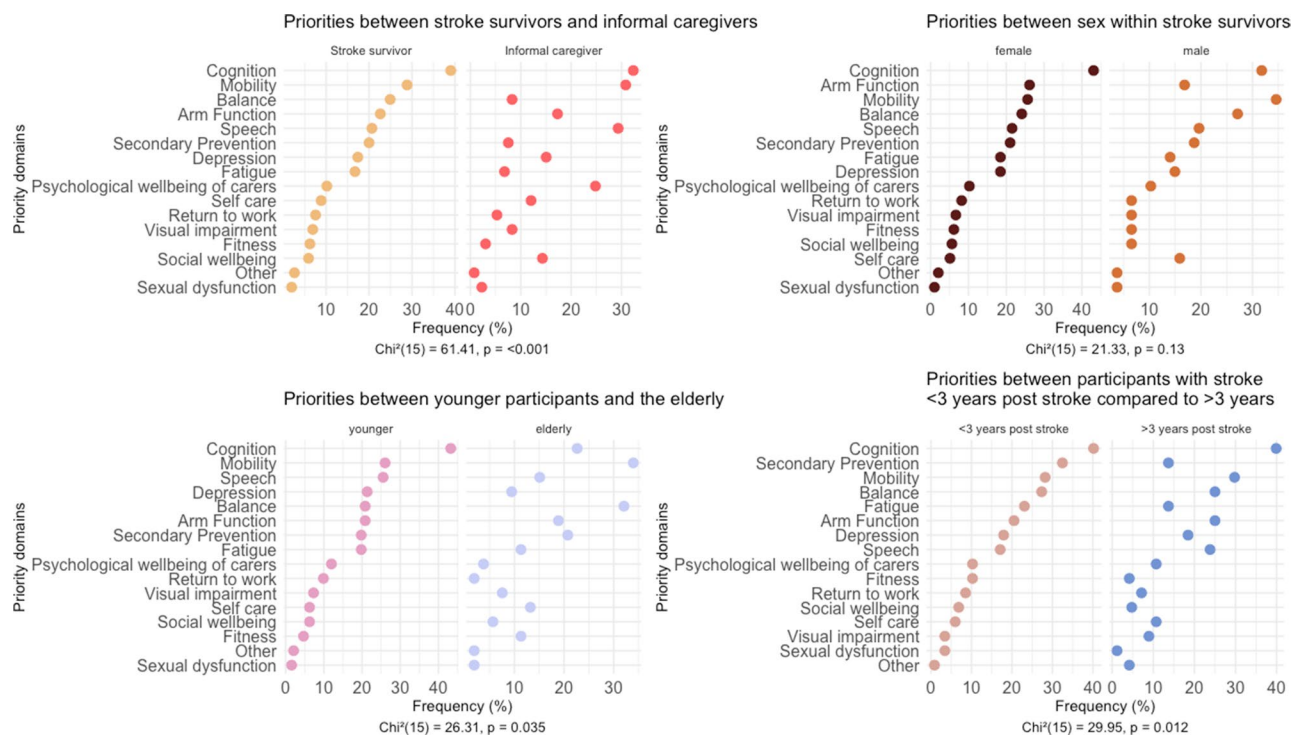 Priorities between stroke survivors and informal caregivers
Stroke survivor
Informal caregiver
Priority domains
Cognition
Mobility
Balance
Arm Function
Speech
Secondary Prevention
Depression
Fatigue
Psychological wellbeing of carers
Self care
Return to work
Visual impairment
Fitness
Social wellbeing
Other
Sexual dysfunction
10 20 30 40
10 20 30
Frequency (%)
Chi²(15) = 61.41, p = <0.001
Priorities between sex within stroke survivors
female
male
Priority domains
Cognition
Arm Function
Mobility
Balance
Speech
Secondary Prevention
Fatigue
Depression
Psychological wellbeing of carers
Return to work
Visual impairment
Fitness
Social wellbeing
Self care
Other
Sexual dysfunction
0 10 20 30 40
10 20 30
Frequency (%)
Chi²(15) = 21.33, p = 0.13
Priorities between younger participants and the elderly
younger
elderly
Priority domains
Cognition
Mobility
Speech
Depression
Balance
Arm Function
Secondary Prevention
Fatigue
Psychological wellbeing of carers
Return to work
Visual impairment
Self care
Social wellbeing
Fitness
Other
Sexual dysfunction
0 10 20 30 40
10 20 30
Frequency (%)
Chi²(15) = 26.31, p = 0.035
Priorities between participants with stroke
<3 years post stroke compared to >3 years
<3 years post stroke
>3 years post stroke
Priority domains
Cognition
Secondary Prevention
Mobility
Balance
Fatigue
Arm Function
Depression
Speech
Psychological wellbeing of carers
Fitness
Return to work
Social wellbeing
Self care
Visual impairment
Sexual dysfunction
Other
0 10 20 30 40
0 10 20 30 40
Frequency (%)
Chi²(15) = 29.95, p = 0.012